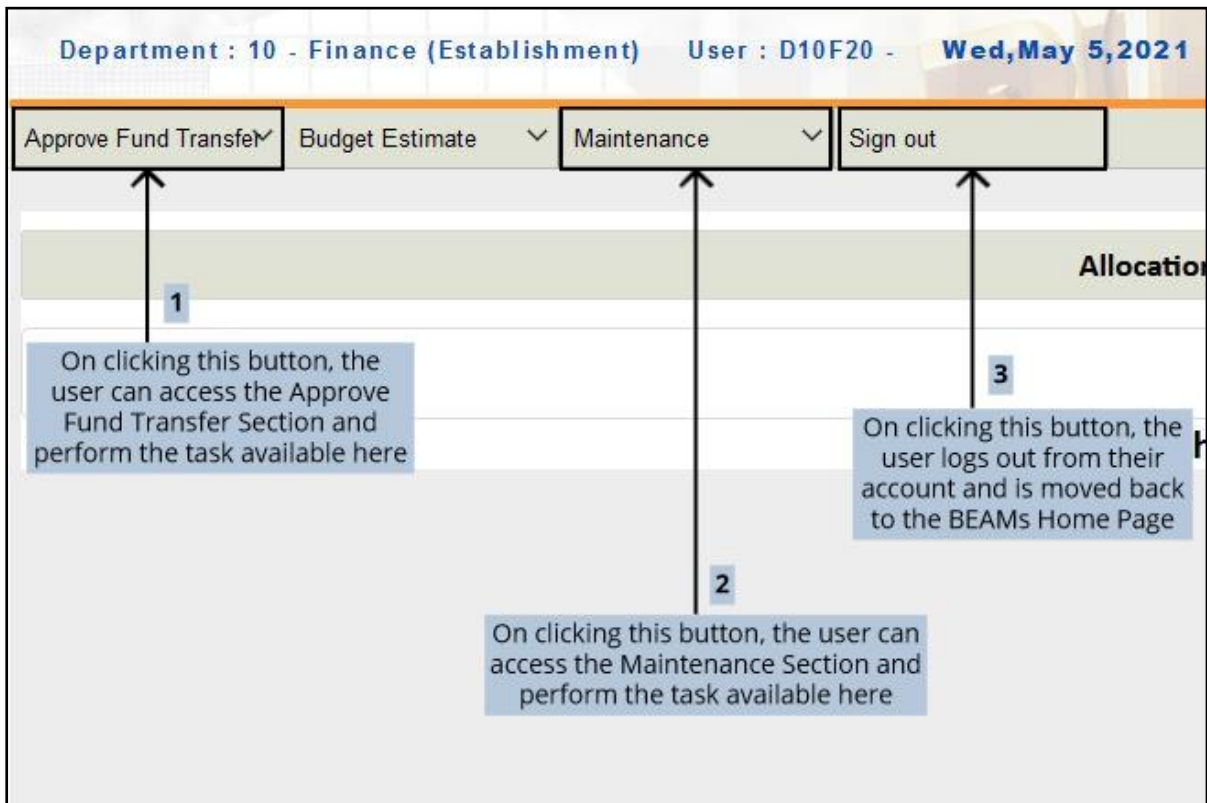 Department : 10 - Finance (Establishment) User : D10F20 - Wed,May 5,2021
Approve Fund Transfer Budget Estimate Maintenance Sign out
Allocation
1
On clicking this button, the
user can access the Approve
Fund Transfer Section and
perform the task available here
3
On clicking this button, the
user logs out from their
account and is moved back
to the BEAMs Home Page
2
On clicking this button, the user can
access the Maintenance Section and
perform the task available here